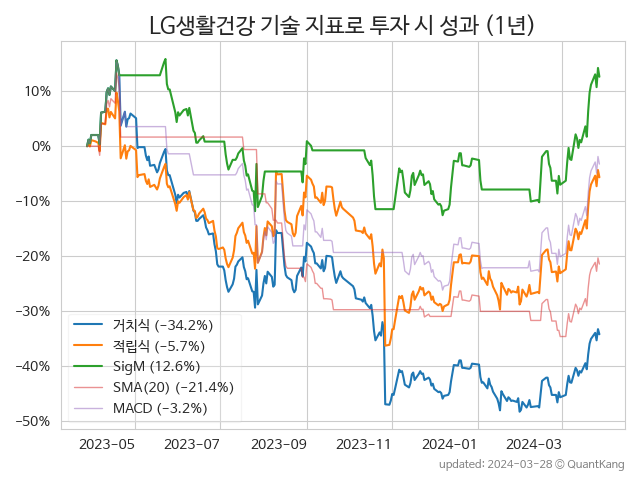 LG생활건강 기술 지표로 투자 시 성과 (1년)
10%
0%
−10%
−20%
−30%
−40%
−50%
거치식 (−34.2%)
적립식 (−5.7%)
SigM (12.6%)
SMA(20) (−21.4%)
MACD (−3.2%)
2023-05 2023-07 2023-09 2023-11 2024-01 2024-03
updated: 2024-03-28 © QuantKang